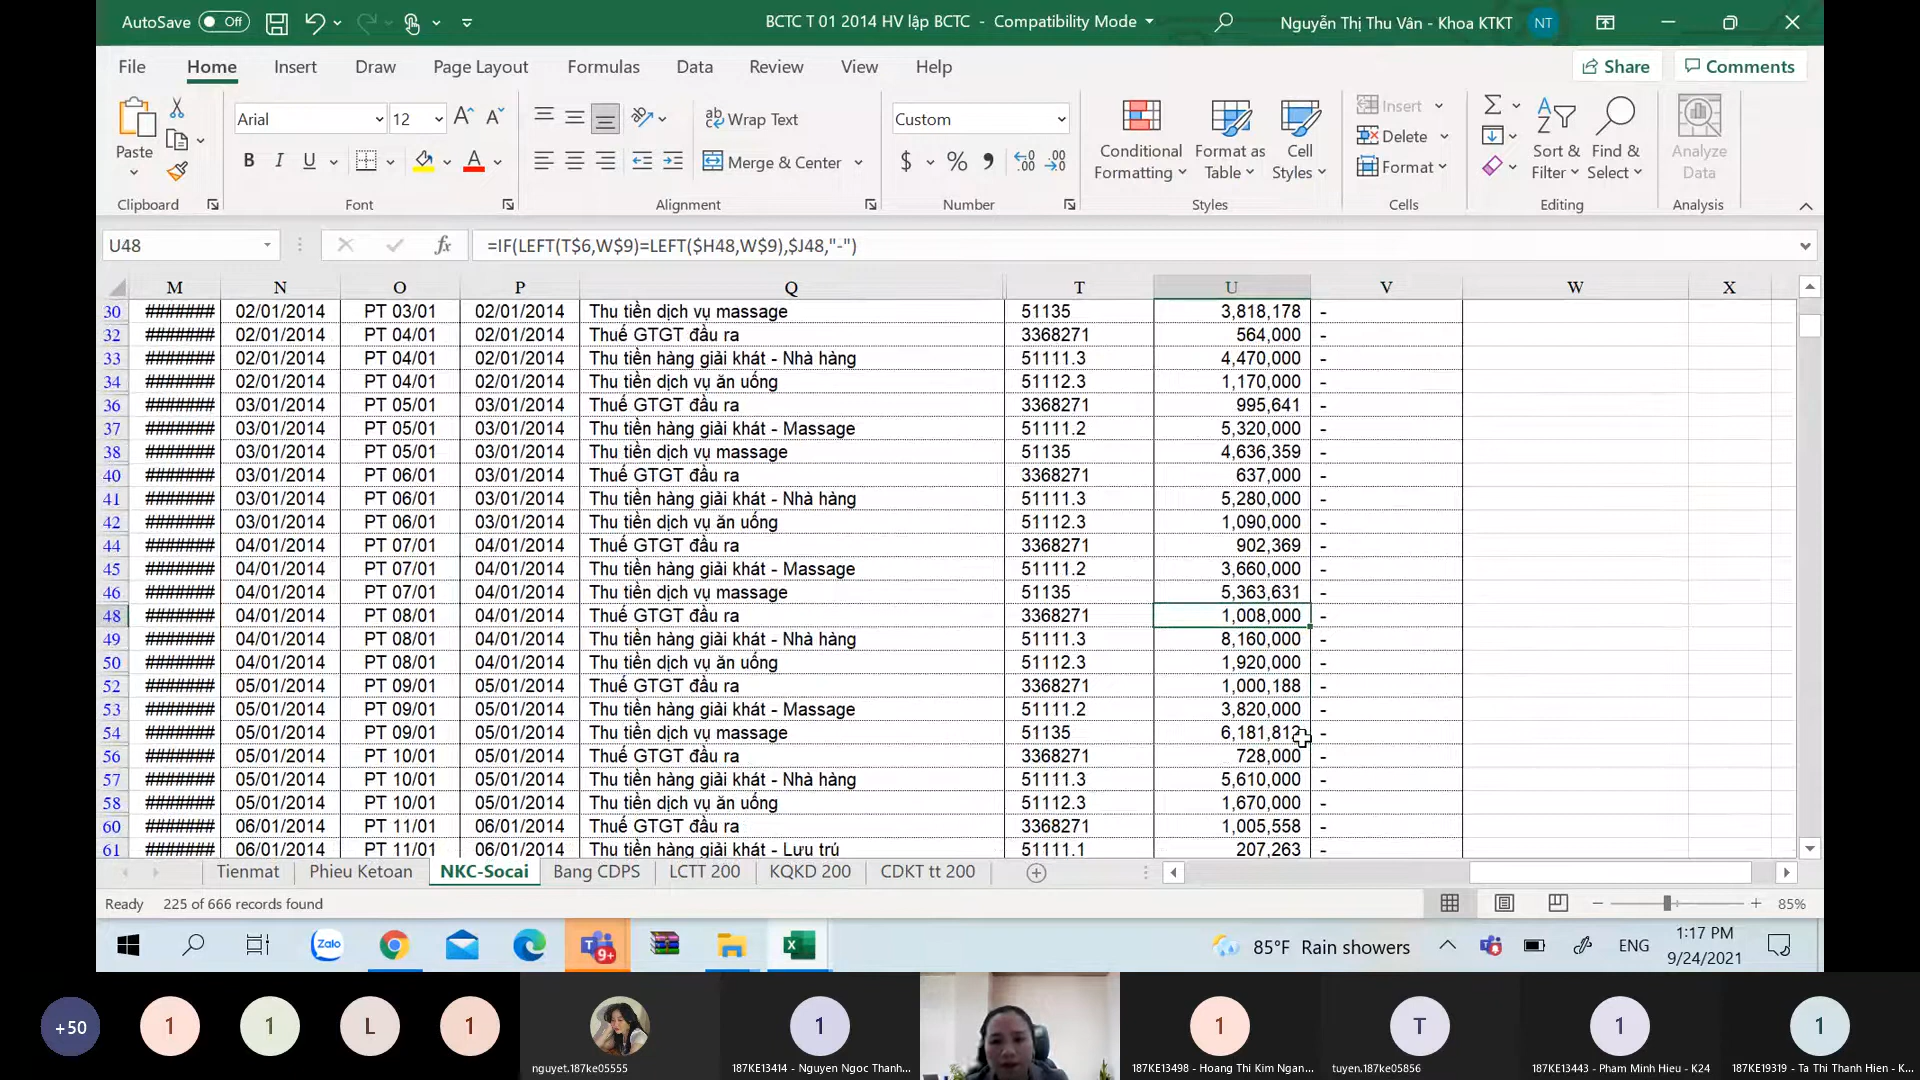 AutoSave Off
BCTC T 01 2014 HV lập BCTC - Compatibility Mode
Nguyễn Thị Thu Vân - Khoa KTKT NT
File Home Insert Draw Page Layout Formulas Data Review View Help Share Comments
Arial 12 Wrap Text Custom
Paste B I U Merge & Center $ % Conditional Formatting Format as Table Cell Styles Insert Delete Format Sort & Filter Find & Select Analyze Data
Clipboard Font Alignment Number Styles Cells Editing Analysis
U48 fx =IF(LEFT(T$6,W$9)=LEFT($H48,W$9),$J48,"-")
M N O P Q T U V W X
30 ####### 02/01/2014 PT 03/01 02/01/2014 Thu tiền dịch vụ massage 51135 3,818,178 -
32 ####### 02/01/2014 PT 04/01 02/01/2014 Thuế GTGT đầu ra 3368271 564,000 -
33 ####### 02/01/2014 PT 04/01 02/01/2014 Thu tiền hàng giải khát - Nhà hàng 51111.3 4,470,000 -
34 ####### 02/01/2014 PT 04/01 02/01/2014 Thu tiền dịch vụ ăn uống 51112.3 1,170,000 -
36 ####### 03/01/2014 PT 05/01 03/01/2014 Thuế GTGT đầu ra 3368271 995,641 -
37 ####### 03/01/2014 PT 05/01 03/01/2014 Thu tiền hàng giải khát - Massage 51111.2 5,320,000 -
38 ####### 03/01/2014 PT 05/01 03/01/2014 Thu tiền dịch vụ massage 51135 4,636,359 -
40 ####### 03/01/2014 PT 06/01 03/01/2014 Thuế GTGT đầu ra 3368271 637,000 -
41 ####### 03/01/2014 PT 06/01 03/01/2014 Thu tiền hàng giải khát - Nhà hàng 51111.3 5,280,000 -
42 ####### 03/01/2014 PT 06/01 03/01/2014 Thu tiền dịch vụ ăn uống 51112.3 1,090,000 -
44 ####### 04/01/2014 PT 07/01 04/01/2014 Thuế GTGT đầu ra 3368271 902,369 -
45 ####### 04/01/2014 PT 07/01 04/01/2014 Thu tiền hàng giải khát - Massage 51111.2 3,660,000 -
46 ####### 04/01/2014 PT 07/01 04/01/2014 Thu tiền dịch vụ massage 51135 5,363,631 -
48 ####### 04/01/2014 PT 08/01 04/01/2014 Thuế GTGT đầu ra 3368271 1,008,000 -
49 ####### 04/01/2014 PT 08/01 04/01/2014 Thu tiền hàng giải khát - Nhà hàng 51111.3 8,160,000 -
50 ####### 04/01/2014 PT 08/01 04/01/2014 Thu tiền dịch vụ ăn uống 51112.3 1,920,000 -
52 ####### 05/01/2014 PT 09/01 05/01/2014 Thuế GTGT đầu ra 3368271 1,000,188 -
53 ####### 05/01/2014 PT 09/01 05/01/2014 Thu tiền hàng giải khát - Massage 51111.2 3,820,000 -
54 ####### 05/01/2014 PT 09/01 05/01/2014 Thu tiền dịch vụ massage 51135 -
56 ####### 05/01/2014 PT 10/01 05/01/2014 Thuế GTGT đầu ra 3368271 728,000 -
57 ####### 05/01/2014 PT 10/01 05/01/2014 Thu tiền hàng giải khát - Nhà hàng 51111.3 5,610,000 -
58 ####### 05/01/2014 PT 10/01 05/01/2014 Thu tiền dịch vụ ăn uống 51112.3 1,670,000 -
60 ####### 06/01/2014 PT 11/01 06/01/2014 Thuế GTGT đầu ra 3368271 1,005,558 -
61 ####### 06/01/2014 PT 11/01 06/01/2014 Thu tiền hàng giải khát - Lưu trú 51111.1 207,263 -
Tienmat Phieu Ketoan NKC-Socai Bang CDPS LCTT 200 KQKD 200 CDKT tt 200
Ready 225 of 666 records found 85%
Zalo 9+ 85°F Rain showers ENG 1:17 PM
9/24/2021
+50 1 1 L 1 1 1 T 1 1
nguyet.187ke05555 187KE13414 - Nguyen Ngoc Thanh... 187KE13498 - Hoang Thi Kim Ngan... tuyen.187ke05856 187KE13443 - Pham Minh Hieu - K24 187KE19319 - Ta Thi Thanh Hien - K...